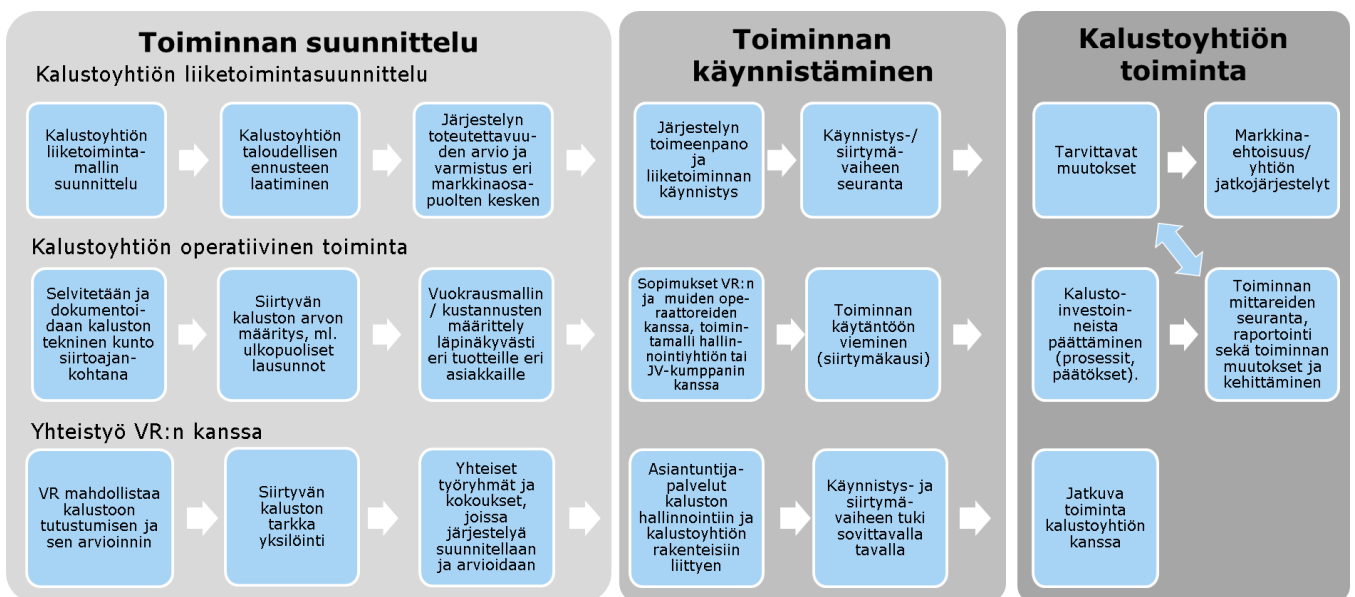 Toiminnan suunnittelu
Kalustoyhtiön liiketoimintasuunnittelu
Kalustoyhtiön
liiketoiminta-
mallin
suunnittelu
Kalustoyhtiön
taloudellisen
ennusteen
laatiminen
Järjestelyn
toteutettavuu-
den arvio ja
varmistus eri
markkinaosa-
puolten kesken
Kalustoyhtiön operatiivinen toiminta
Selvitetään ja
dokumentoi-
daan kaluston
tekninen kunto
siirtoajan-
kohtana
Siirtyvän
kaluston arvon
määritys, ml.
ulkopuoliset
lausunnot
Vuokrausmallin
/ kustannusten
määrittely
läpinäkyvästi
eri tuotteille eri
asiakkaille
Yhteistyö VR:n kanssa
VR mahdollistaa
kalustoon
tutustumisen ja
sen arvioinnin
Siirtyvän
kaluston
tarkka
yksilöinti
Yhteiset
työryhmät ja
kokoukset,
joissa
järjestelyä
suunnitellaan
ja arvioidaan
Toiminnan
käynnistäminen
Järjestelyn
toimeenpano
ja
liiketoiminnan
käynnistys
Käynnistys-/
siirtymä-
vaiheen
seuranta
Sopimukset VR:n
ja muiden ope-
raattoreiden
kanssa, toimin-
tamalli hallin-
nointiyhtiön tai
JV-kumppanin
kanssa
Toiminnan
käytäntöön
vieminen
(siirtymäkausi)
Asiantuntija-
palvelut
kaluston
hallinnointiin ja
kalustoyhtiön
rakenteisiin
liittyen
Käynnistys- ja
siirtymä-
vaiheen tuki
sovittavalla
tavalla
Kalustoyhtiön
toiminta
Tarvittavat
muutokset
Markkina-
ehtoisuus/
yhtiön
jatkojärjestelyt
Kalusto-
investoin-
neista
päättäminen
(prosessit,
päätökset).
Toiminnan
mittareiden
seuranta,
raportointi
sekä toiminnan
muutokset ja
kehittäminen
Jatkuva
toiminta
kalustoyhtiön
kanssa